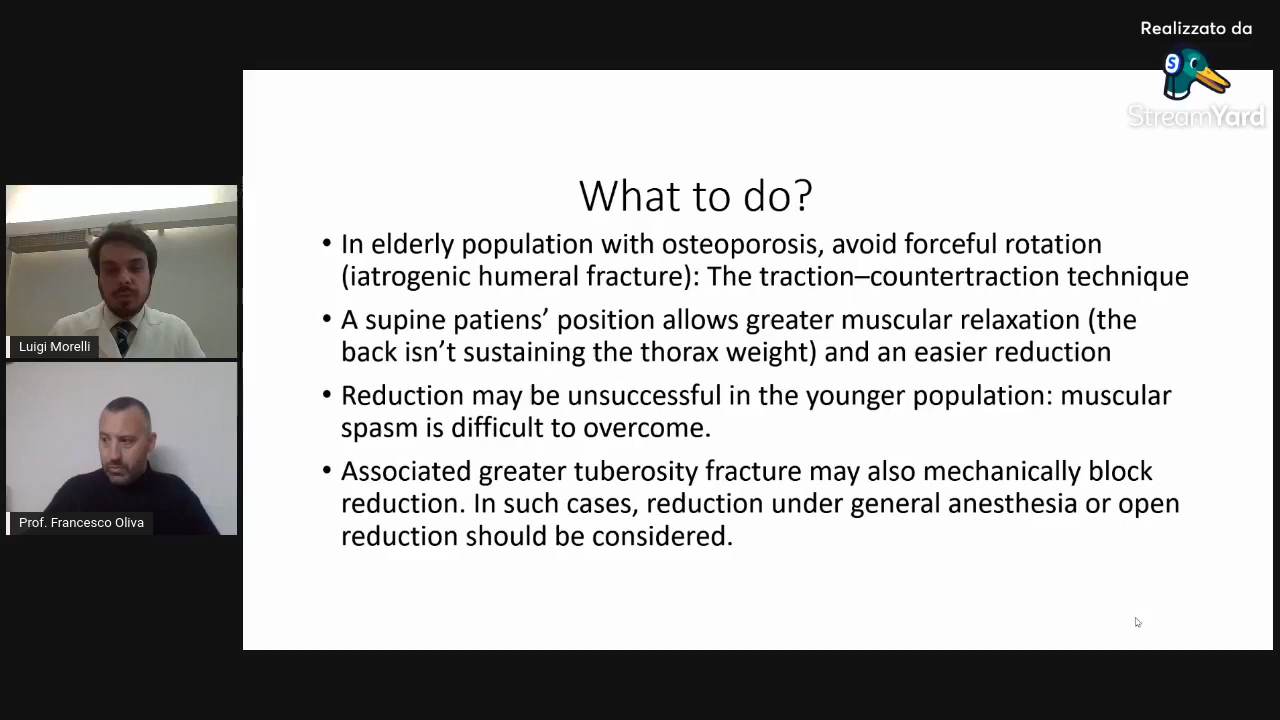 Realizzato da
StreamYard
What to do?
• In elderly population with osteoporosis, avoid forceful rotation
(iatrogenic humeral fracture): The traction–countertraction technique
• A supine patiens’ position allows greater muscular relaxation (the
back isn’t sustaining the thorax weight) and an easier reduction
• Reduction may be unsuccessful in the younger population: muscular
spasm is difficult to overcome.
• Associated greater tuberosity fracture may also mechanically block
reduction. In such cases, reduction under general anesthesia or open
reduction should be considered.
Luigi Morelli
Prof. Francesco Oliva